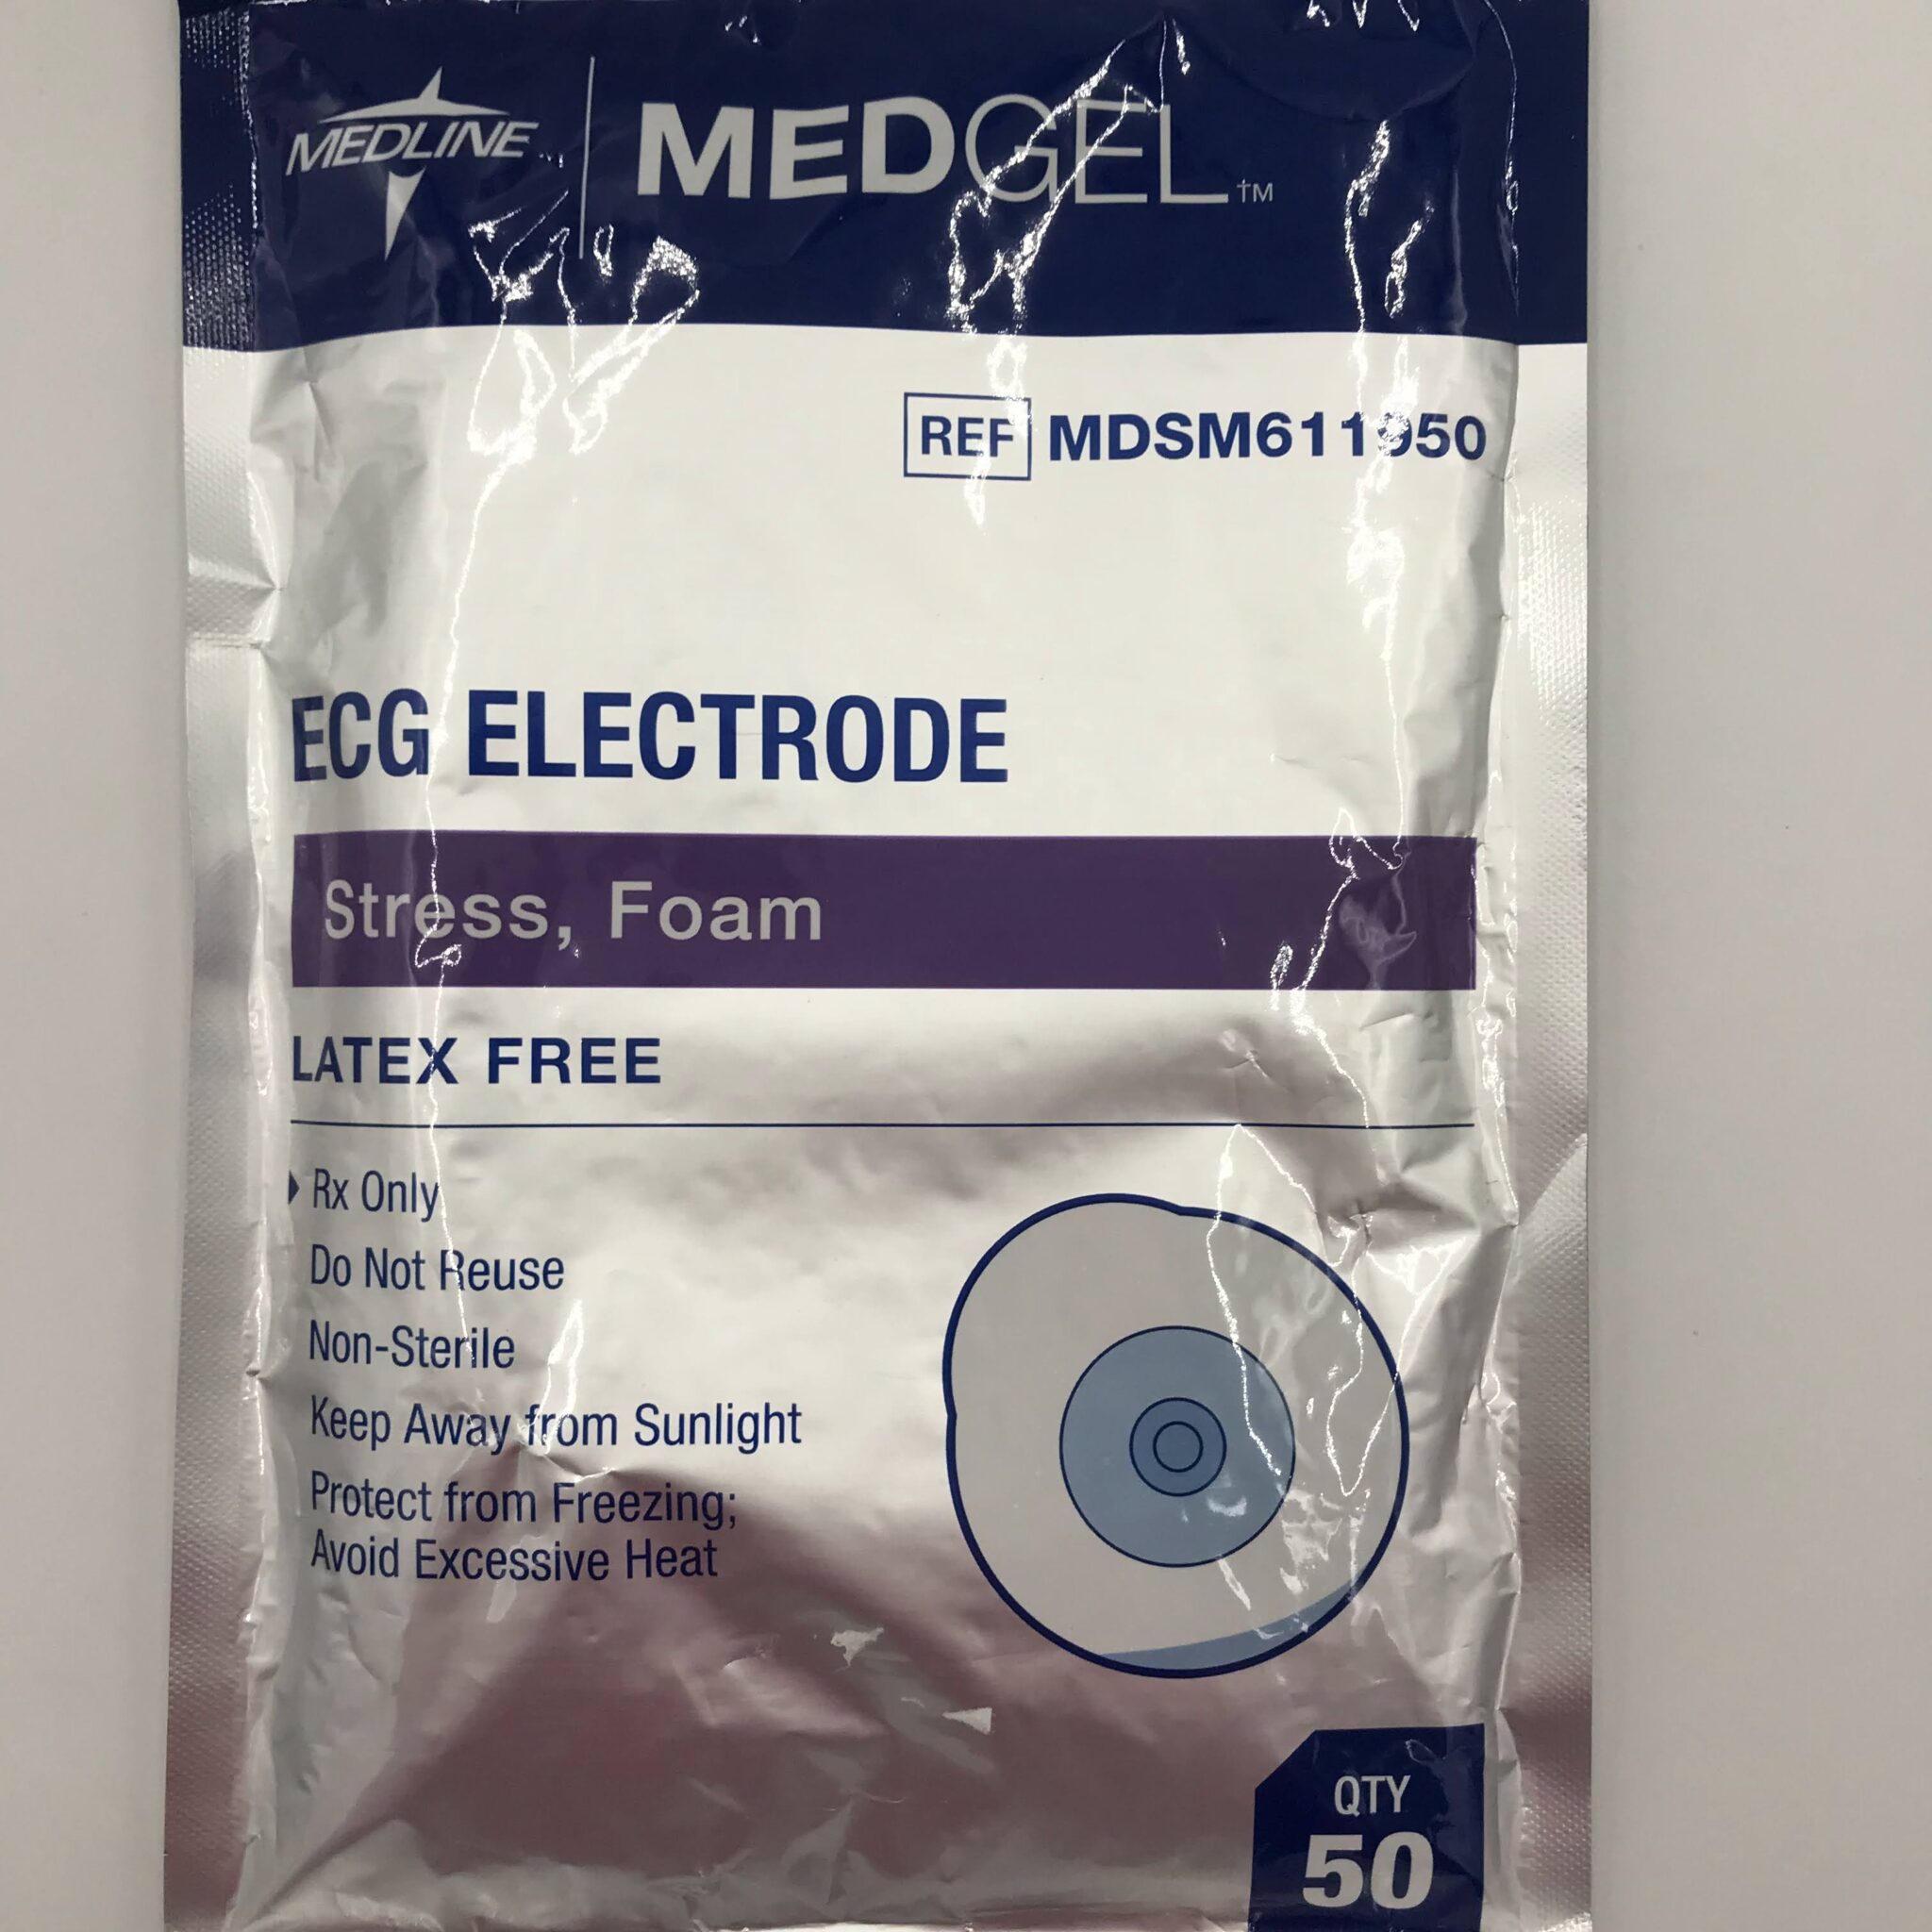 MEDLINE
MEDGEL™
REF MDSM611950
ECG ELECTRODE
Stress, Foam
LATEX FREE
Rx Only
Do Not Reuse
Non-Sterile
Keep Away from Sunlight
Protect from Freezing;
Avoid Excessive Heat
QTY
50